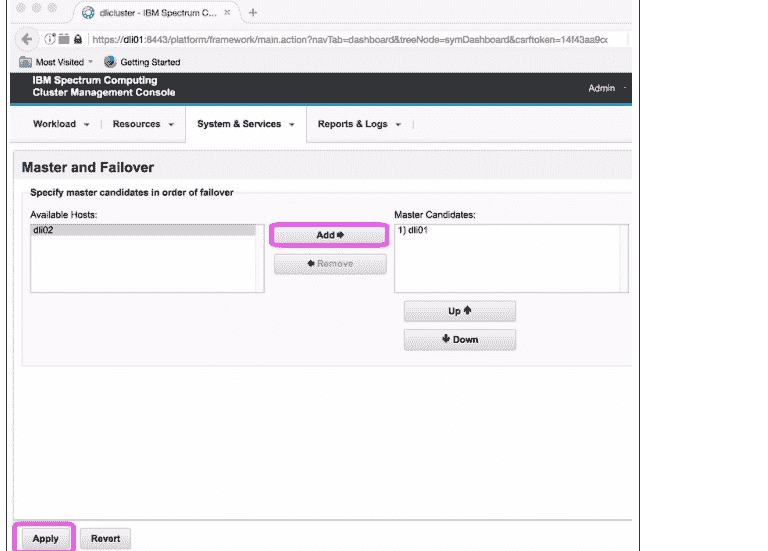 dlicluster - IBM Spectrum C... × +
https://dli01:8443/platform/framework/main.action?navTab=dashboard&treeNode=symDashboard&csrftoken=14f43aa9cc
Most Visited Getting Started
IBM Spectrum Computing
Cluster Management Console
Admin
Workload | Resources System & Services Reports & Logs |
Master and Failover
Specify master candidates in order of failover
Available Hosts:
dli02
Add
Remove
Master Candidates:
1) dli01
Up
Down
Apply Revert